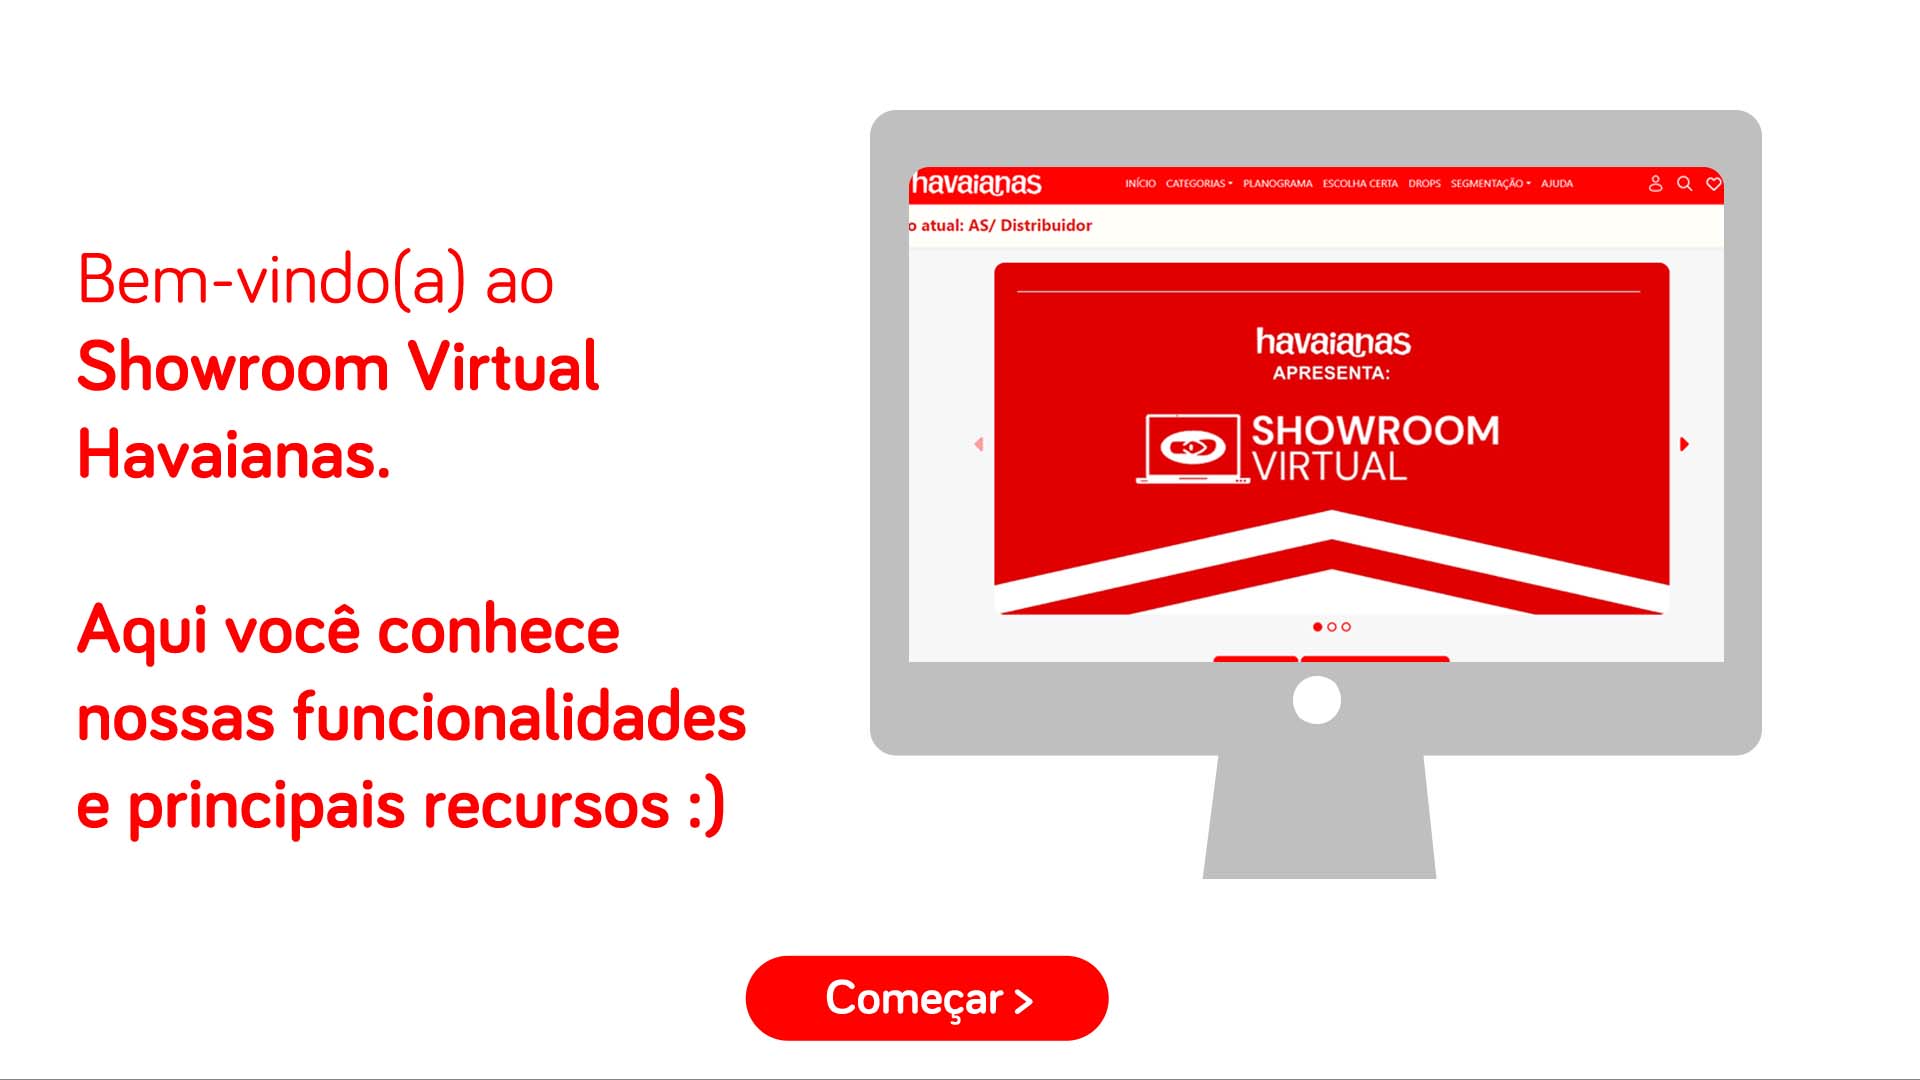 Bem-vindo(a) ao
Showroom Virtual
Havaianas.
Aqui você conhece
nossas funcionalidades
e principais recursos :)
havaianas
INÍCIO CATEGORIAS PLANOGRAMA ESCOLHA CERTA DROPS SEGMENTAÇÃO AJUDA
o atual: AS/ Distribuidor
havaianas
APRESENTA:
SHOWROOM
VIRTUAL
Começar >